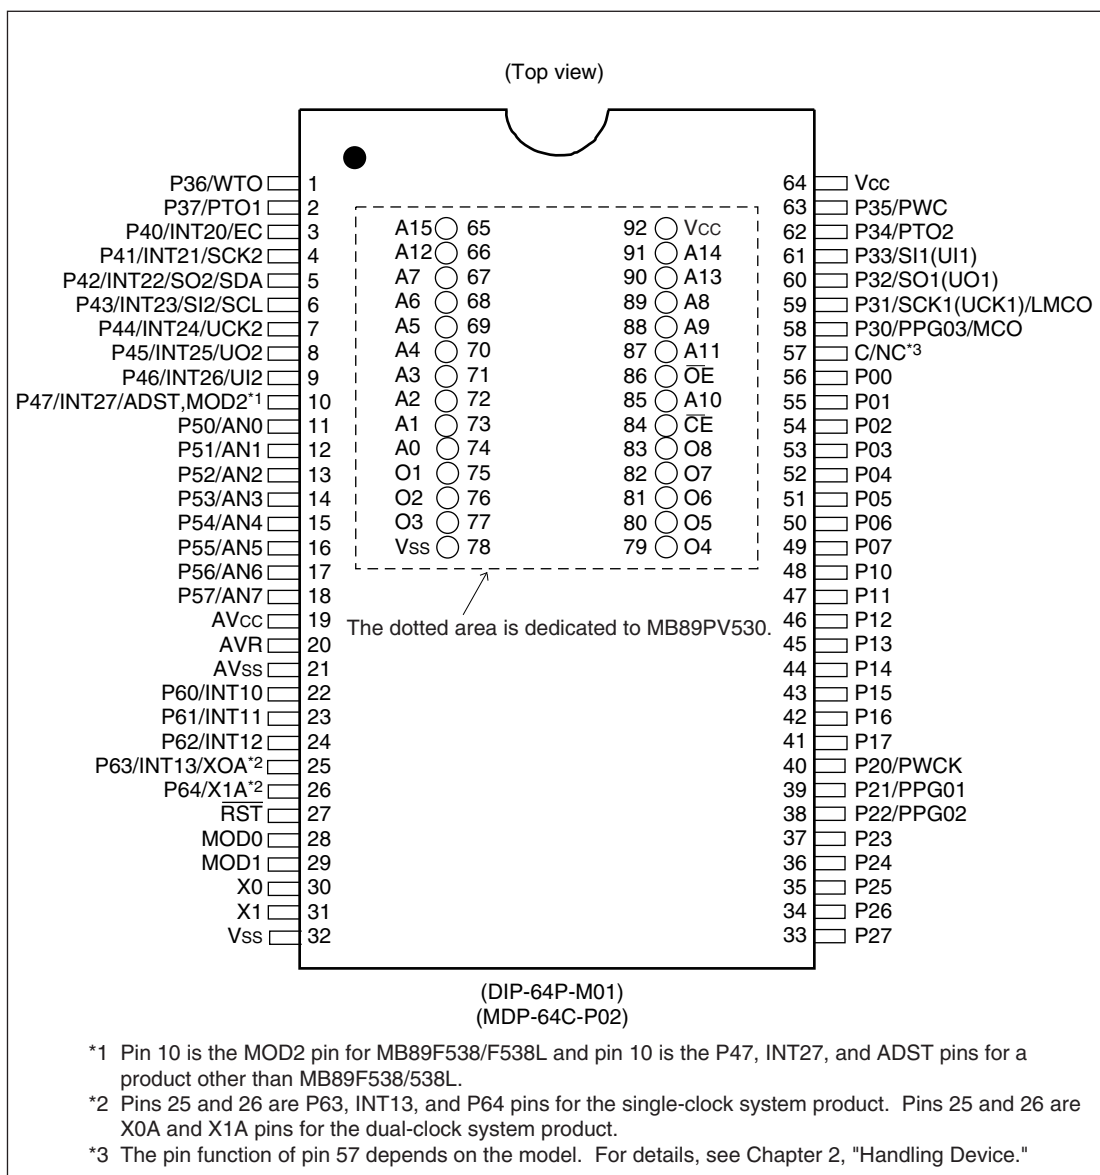 (Top view)
P36/WTO 1
P37/PTO1 2
P40/INT20/EC 3
P41/INT21/SCK2 4
P42/INT22/SO2/SDA 5
P43/INT23/SI2/SCL 6
P44/INT24/UCK2 7
P45/INT25/UO2 8
P46/INT26/UI2 9
P47/INT27/ADST,MOD2*1 10
P50/AN0 11
P51/AN1 12
P52/AN2 13
P53/AN3 14
P54/AN4 15
P55/AN5 16
P56/AN6 17
P57/AN7 18
AVCC 19
AVR 20
AVSS 21
P60/INT10 22
P61/INT11 23
P62/INT12 24
P63/INT13/XOA*2 25
P64/X1A*2 26
RST 27
MOD0 28
MOD1 29
X0 30
X1 31
VSS 32
A15 65
A12 66
A7 67
A6 68
A5 69
A4 70
A3 71
A2 72
A1 73
A0 74
O1 75
O2 76
O3 77
VSS 78
92 VCC
91 A14
90 A13
89 A8
88 A9
87 A11
86 OE
85 A10
84 CE
83 O8
82 O7
81 O6
80 O5
79 O4
The dotted area is dedicated to MB89PV530.
64 Vcc
63 P35/PWC
62 P34/PTO2
61 P33/SI1(UI1)
60 P32/SO1(UO1)
59 P31/SCK1(UCK1)/LMCO
58 P30/PPG03/MCO
57 C/NC*3
56 P00
55 P01
54 P02
53 P03
52 P04
51 P05
50 P06
49 P07
48 P10
47 P11
46 P12
45 P13
44 P14
43 P15
42 P16
41 P17
40 P20/PWCK
39 P21/PPG01
38 P22/PPG02
37 P23
36 P24
35 P25
34 P26
33 P27
(DIP-64P-M01)
(MDP-64C-P02)
*1 Pin 10 is the MOD2 pin for MB89F538/F538L and pin 10 is the P47, INT27, and ADST pins for a
product other than MB89F538/538L.
*2 Pins 25 and 26 are P63, INT13, and P64 pins for the single-clock system product. Pins 25 and 26 are
X0A and X1A pins for the dual-clock system product.
*3 The pin function of pin 57 depends on the model. For details, see Chapter 2, "Handling Device."